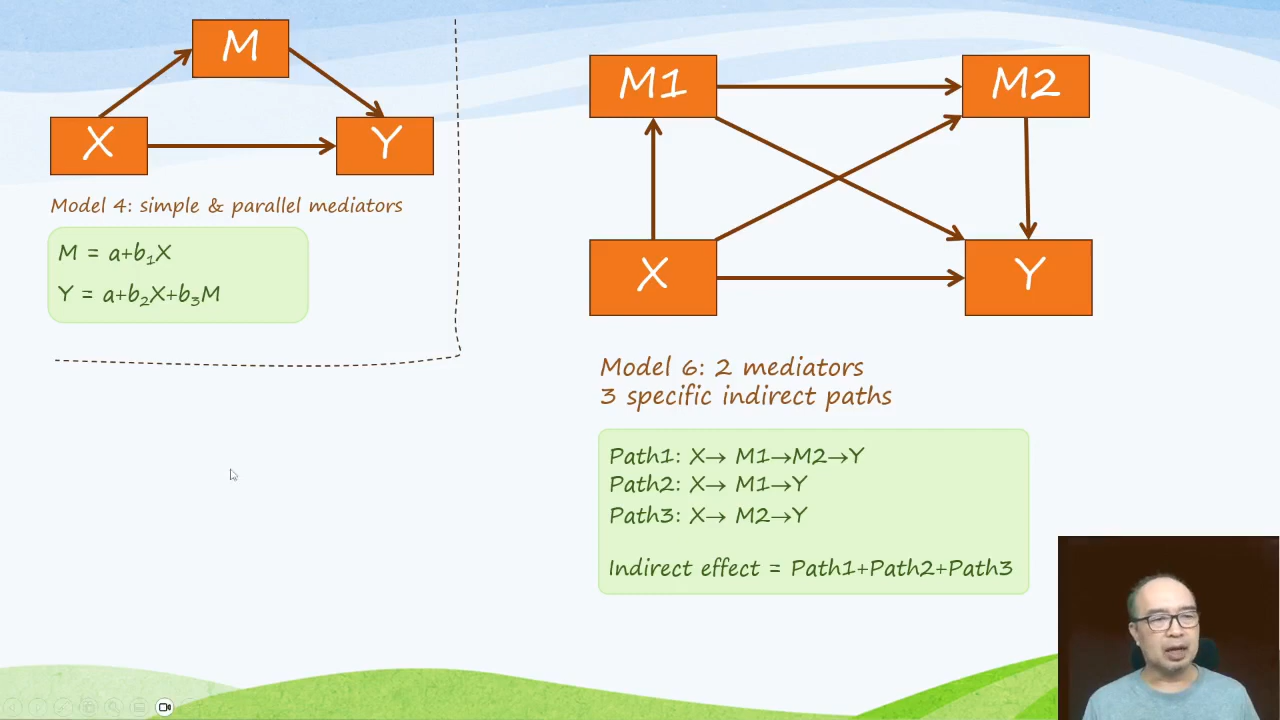 M
X
Y
Model 4: simple & parallel mediators
M = a+b₁X
Y = a+b₂X+b₃M
M1
M2
X
Y
Model 6: 2 mediators
3 specific indirect paths
Path1: X→ M1→M2→Y
Path2: X→ M1→Y
Path3: X→ M2→Y
Indirect effect = Path1+Path2+Path3